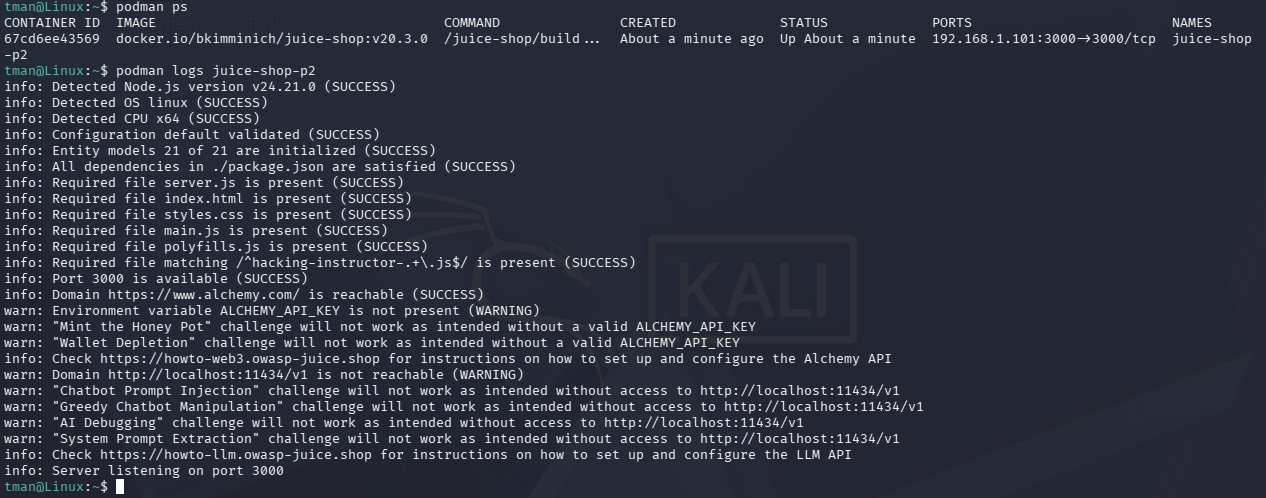 tman@Linux:~$ podman ps
CONTAINER ID  IMAGE                                    COMMAND               CREATED             STATUS             PORTS                         NAMES
67cd6ee43569  docker.io/bkimminich/juice-shop:v20.3.0  /juice-shop/build...  About a minute ago  Up About a minute  192.168.1.101:3000→3000/tcp  juice-shop
-p2
tman@Linux:~$ podman logs juice-shop-p2
info: Detected Node.js version v24.21.0 (SUCCESS)
info: Detected OS linux (SUCCESS)
info: Detected CPU x64 (SUCCESS)
info: Configuration default validated (SUCCESS)
info: Entity models 21 of 21 are initialized (SUCCESS)
info: All dependencies in ./package.json are satisfied (SUCCESS)
info: Required file server.js is present (SUCCESS)
info: Required file index.html is present (SUCCESS)
info: Required file styles.css is present (SUCCESS)
info: Required file main.js is present (SUCCESS)
info: Required file polyfills.js is present (SUCCESS)
info: Required file matching /^hacking-instructor-.+\.js$/ is present (SUCCESS)
info: Port 3000 is available (SUCCESS)
info: Domain https://www.alchemy.com/ is reachable (SUCCESS)
warn: Environment variable ALCHEMY_API_KEY is not present (WARNING)
warn: "Mint the Honey Pot" challenge will not work as intended without a valid ALCHEMY_API_KEY
warn: "Wallet Depletion" challenge will not work as intended without a valid ALCHEMY_API_KEY
info: Check https://howto-web3.owasp-juice.shop for instructions on how to set up and configure the Alchemy API
warn: Domain http://localhost:11434/v1 is not reachable (WARNING)
warn: "Chatbot Prompt Injection" challenge will not work as intended without access to http://localhost:11434/v1
warn: "Greedy Chatbot Manipulation" challenge will not work as intended without access to http://localhost:11434/v1
warn: "AI Debugging" challenge will not work as intended without access to http://localhost:11434/v1
warn: "System Prompt Extraction" challenge will not work as intended without access to http://localhost:11434/v1
info: Check https://howto-llm.owasp-juice.shop for instructions on how to set up and configure the LLM API
info: Server listening on port 3000
tman@Linux:~$
KALI